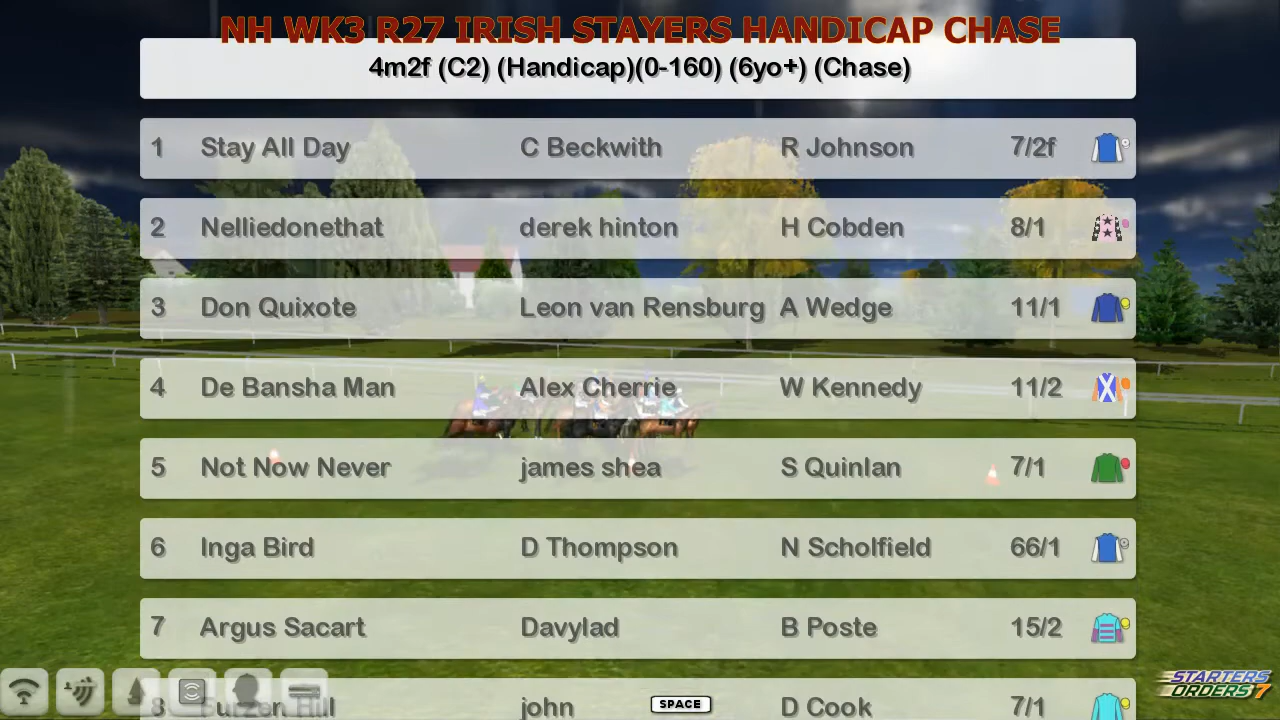 NH WK3 R27 IRISH STAYERS HANDICAP CHASE
4m2f (C2) (Handicap)(0-160) (6yo+) (Chase)
1 Stay All Day C Beckwith R Johnson 7/2f
2 Nelliedonethat derek hinton H Cobden 8/1
3 Don Quixote Leon van Rensburg A Wedge 11/1
4 De Bansha Man Alex Cherrie W Kennedy 11/2
5 Not Now Never james shea S Quinlan 7/1
6 Inga Bird D Thompson N Scholfield 66/1
7 Argus Sacart Davylad B Poste 15/2
8 Furzen Hill john D Cook 7/1
SPACE
STARTERS ORDERS 7